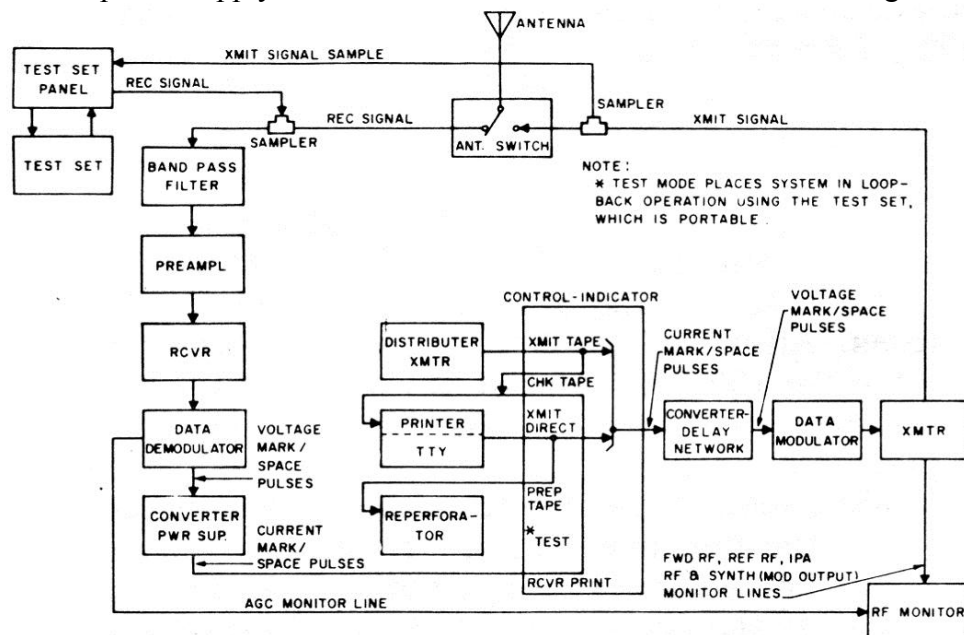 ANTENNA
XMIT SIGNAL SAMPLE
TEST SET
PANEL
REC SIGNAL
SAMPLER
REC SIGNAL
XMIT SIGNAL
SAMPLER
ANT. SWITCH
TEST SET
BAND PASS
FILTER
NOTE:
* TEST MODE PLACES SYSTEM IN LOOP-
BACK OPERATION USING THE TEST SET,
WHICH IS PORTABLE.
PREAMPL
CONTROL-INDICATOR
VOLTAGE
MARK/SPACE
PULSES
RCVR
DISTRIBUTER
XMTR
XMIT TAPE
CURRENT
MARK/SPACE
PULSES
CHK TAPE
DATA
DEMODULATOR
VOLTAGE
MARK/
SPACE
PULSES
PRINTER
TTY
XMIT
DIRECT
CONVERTER-
DELAY
NETWORK
DATA
MODULATOR
XMTR
PREP
TAPE
CONVERTER
PWR SUP.
CURRENT
MARK/
SPACE PULSES
REPERFORA-
TOR
*
TEST
RCVR PRINT
FWD RF, REF RF, IPA
RF & SYNTH (MOD OUTPUT)
MONITOR LINES
AGC MONITOR LINE
RF MONITOR